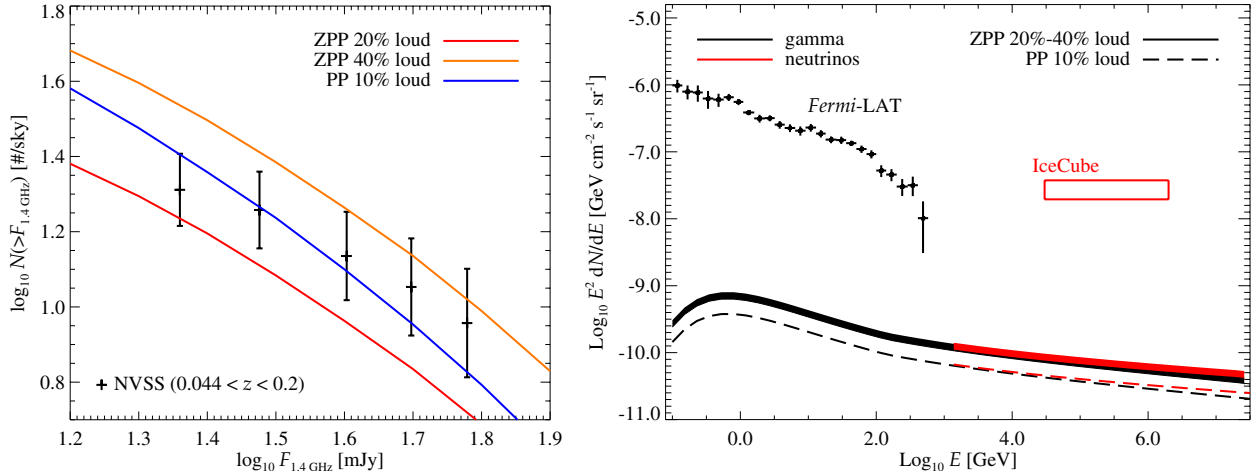 1.8
1.6
1.4
1.2
1.0
0.8
log₁₀ N(>F₁.₄ GHz) [#/sky]
ZPP 20% loud
ZPP 40% loud
PP 10% loud
NVSS (0.044 < z < 0.2)
1.2 1.3 1.4 1.5 1.6 1.7 1.8 1.9
log₁₀ F₁.₄ GHz [mJy]
-5.0
-6.0
-7.0
-8.0
-9.0
-10.0
-11.0
Log₁₀ E² dN/dE [GeV cm⁻² s⁻¹ sr⁻¹]
gamma
neutrinos
ZPP 20%-40% loud
PP 10% loud
Fermi-LAT
IceCube
0.0 2.0 4.0 6.0
Log₁₀ E [GeV]